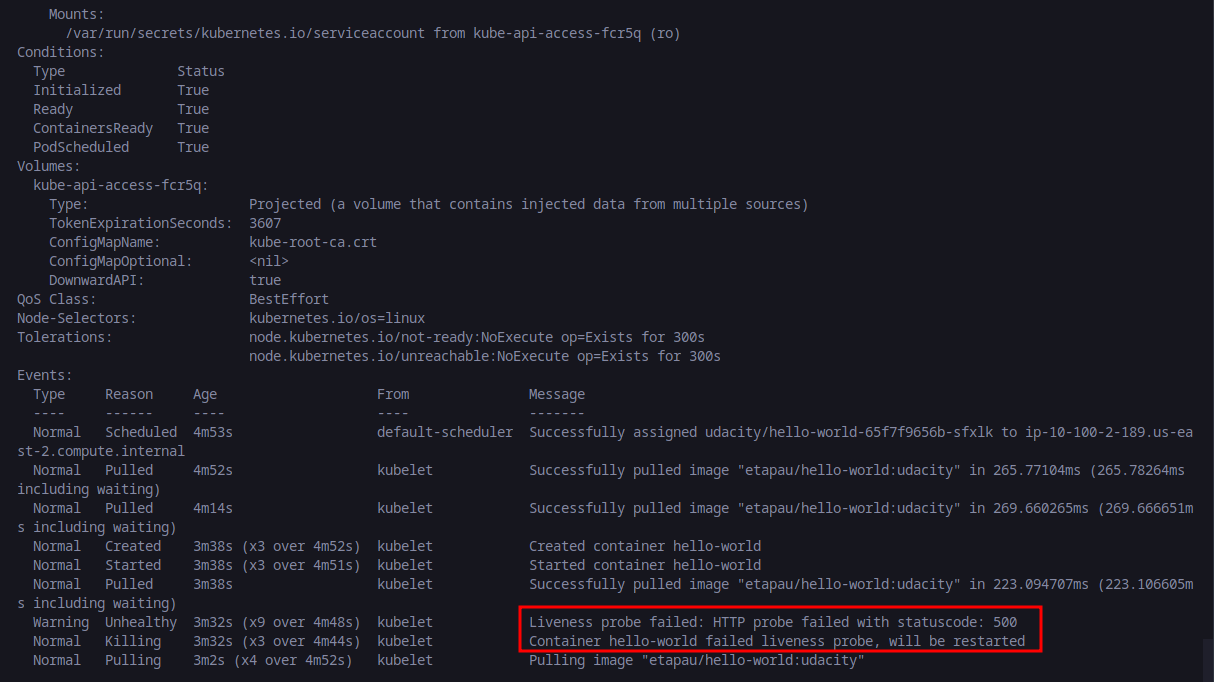 Mounts:
      /var/run/secrets/kubernetes.io/serviceaccount from kube-api-access-fcr5q (ro)
Conditions:
  Type              Status
  Initialized       True
  Ready             True
  ContainersReady   True
  PodScheduled      True
Volumes:
  kube-api-access-fcr5q:
    Type:                    Projected (a volume that contains injected data from multiple sources)
    TokenExpirationSeconds:  3607
    ConfigMapName:           kube-root-ca.crt
    ConfigMapOptional:       <nil>
    DownwardAPI:             true
QoS Class:                   BestEffort
Node-Selectors:              kubernetes.io/os=linux
Tolerations:                 node.kubernetes.io/not-ready:NoExecute op=Exists for 300s
                             node.kubernetes.io/unreachable:NoExecute op=Exists for 300s
Events:
  Type     Reason     Age                    From               Message
  ----     ------     ----                   ----               -------
  Normal   Scheduled  4m53s                  default-scheduler  Successfully assigned udacity/hello-world-65f7f9656b-sfxlk to ip-10-100-2-189.us-ea
st-2.compute.internal
  Normal   Pulled     4m52s                  kubelet            Successfully pulled image "etapau/hello-world:udacity" in 265.77104ms (265.78264ms 
including waiting)
  Normal   Pulled     4m14s                  kubelet            Successfully pulled image "etapau/hello-world:udacity" in 269.660265ms (269.666651m
s including waiting)
  Normal   Created    3m38s (x3 over 4m52s)  kubelet            Created container hello-world
  Normal   Started    3m38s (x3 over 4m51s)  kubelet            Started container hello-world
  Normal   Pulled     3m38s                  kubelet            Successfully pulled image "etapau/hello-world:udacity" in 223.094707ms (223.106605m
s including waiting)
  Warning  Unhealthy  3m32s (x9 over 4m48s)  kubelet            Liveness probe failed: HTTP probe failed with statuscode: 500
  Normal   Killing    3m32s (x3 over 4m44s)  kubelet            Container hello-world failed liveness probe, will be restarted
  Normal   Pulling    3m2s (x4 over 4m52s)   kubelet            Pulling image "etapau/hello-world:udacity"